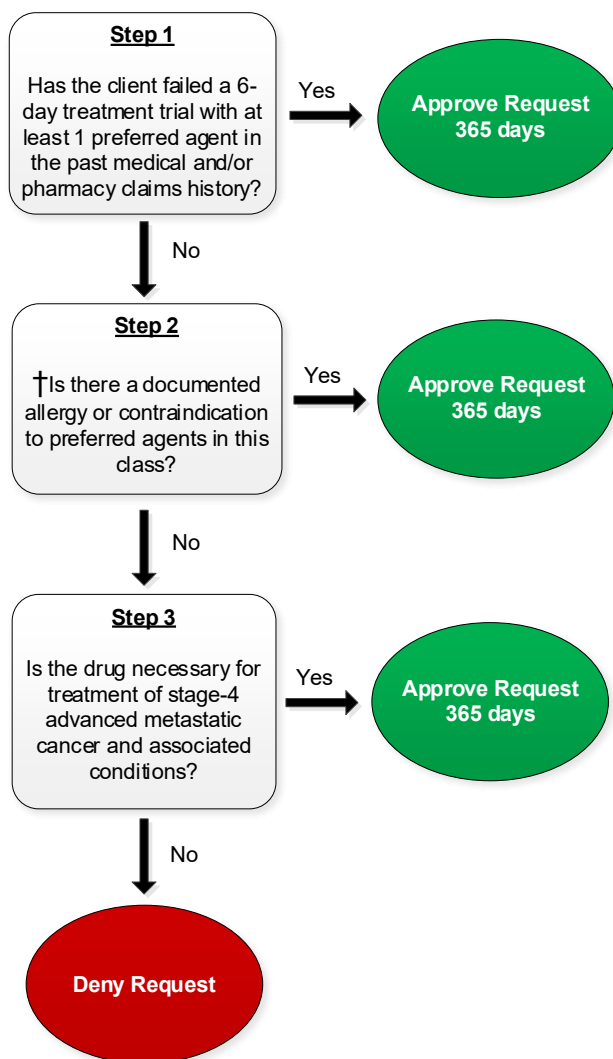 Step 1
Has the client failed a 6-
day treatment trial with at
least 1 preferred agent in
the past medical and/or
pharmacy claims history?
Yes
Approve Request
365 days
No
Step 2
†Is there a documented
allergy or contraindication
to preferred agents in this
class?
Yes
Approve Request
365 days
No
Step 3
Is the drug necessary for
treatment of stage-4
advanced metastatic
cancer and associated
conditions?
Yes
Approve Request
365 days
No
Deny Request